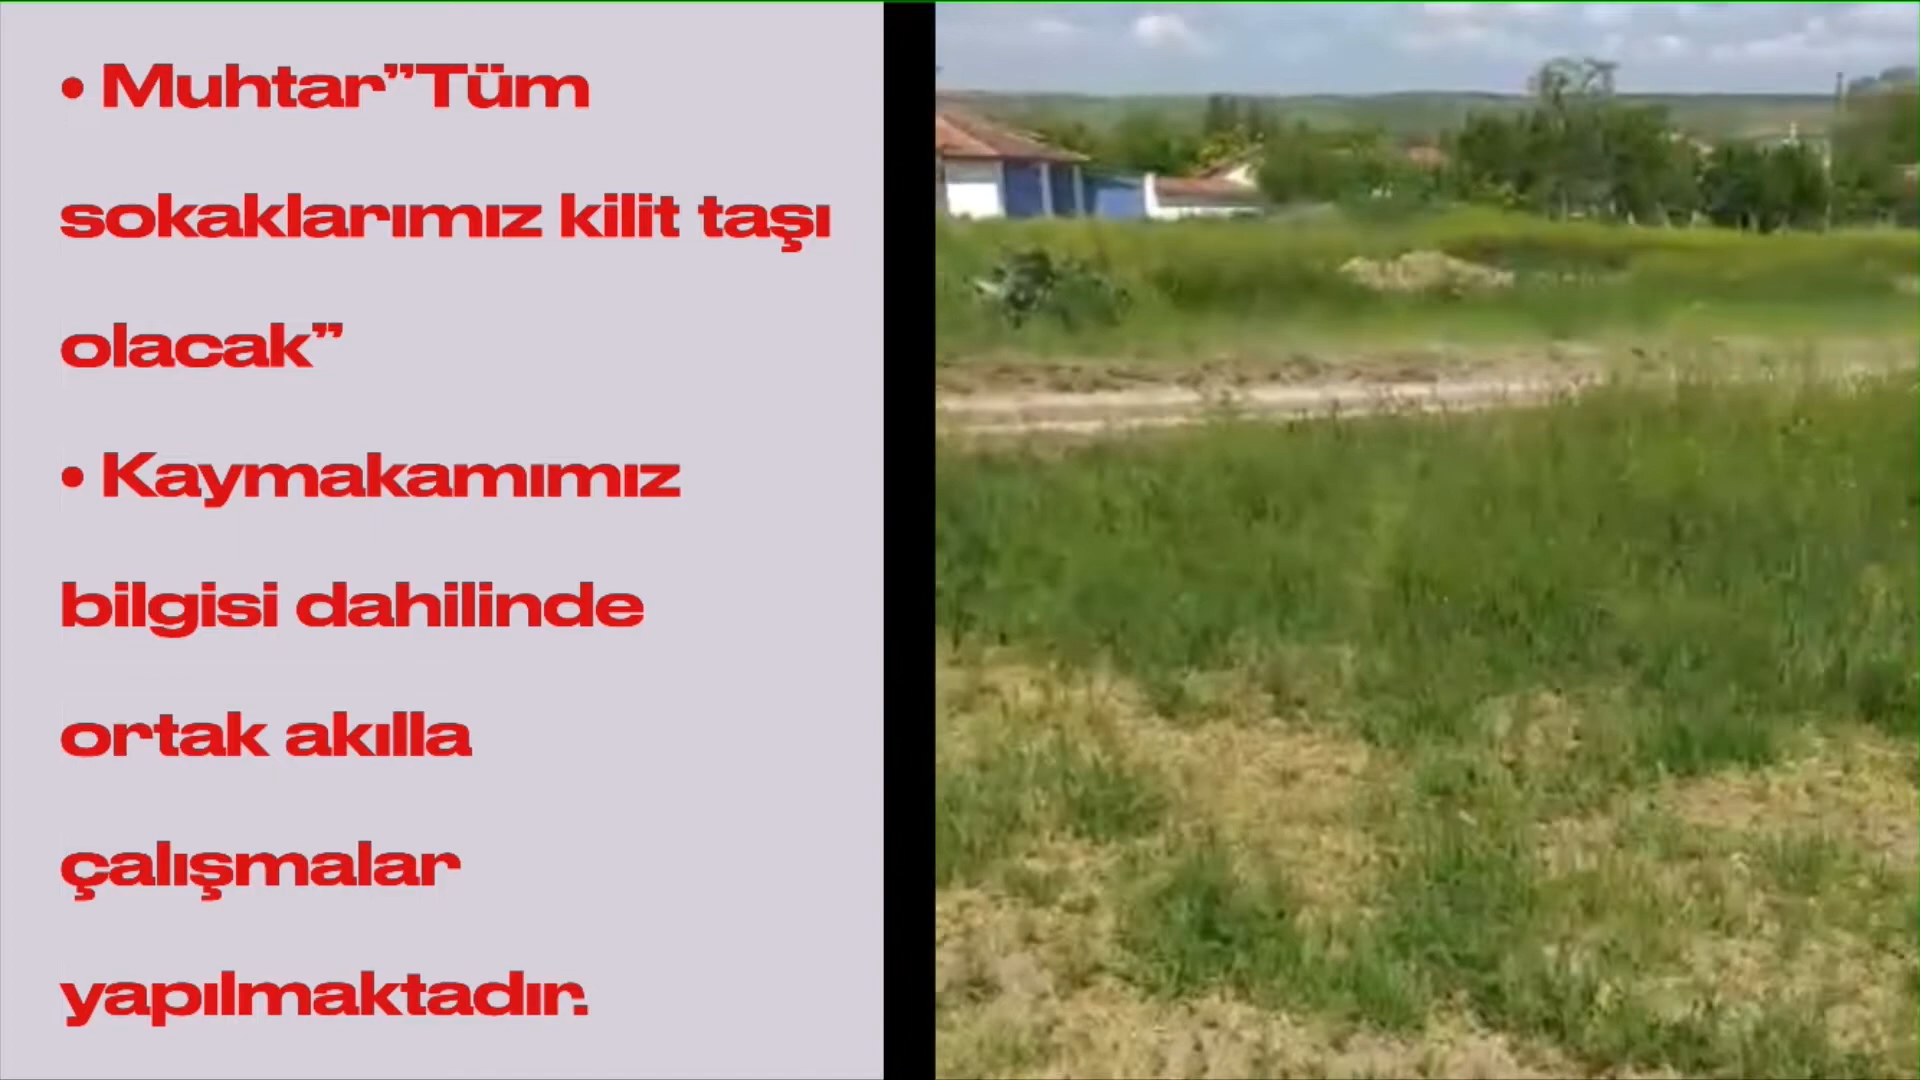 • Muhtar”Tüm
sokaklarımız kilit taşı
olacak”
• Kaymakamımız
bilgisi dahilinde
ortak akılla
çalışmalar
yapılmaktadır.